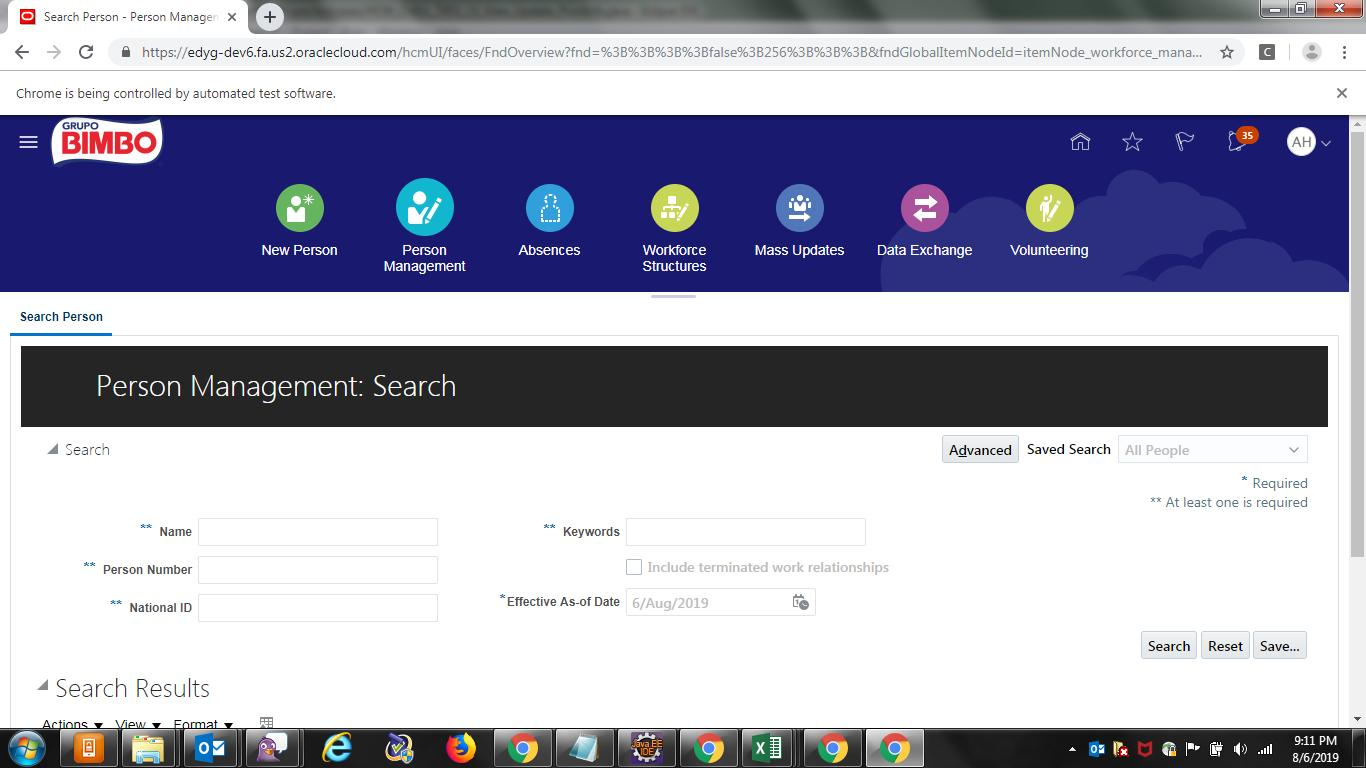 Search Person - Person Managen
https://edyg-dev6.fa.us2.oraclecloud.com/hcmUI/faces/FndOverview?fnd=%3B%3B%3B%3Bfalse%3B256%3B%3B%3B&fndGlobalItemNodeId=itemNode_workforce_mana...
C
Chrome is being controlled by automated test software.
GRUPO
BIMBO
35
AH
New Person
Person Management
Absences
Workforce Structures
Mass Updates
Data Exchange
Volunteering
Search Person
Person Management: Search
Search
Advanced
Saved Search
All People
* Required
** At least one is required
** Name
** Keywords
** Person Number
Include terminated work relationships
** National ID
*Effective As-of Date
6/Aug/2019
Search
Reset
Save...
Search Results
Actions
View
Format
Java EE
IDE
9:11 PM
8/6/2019